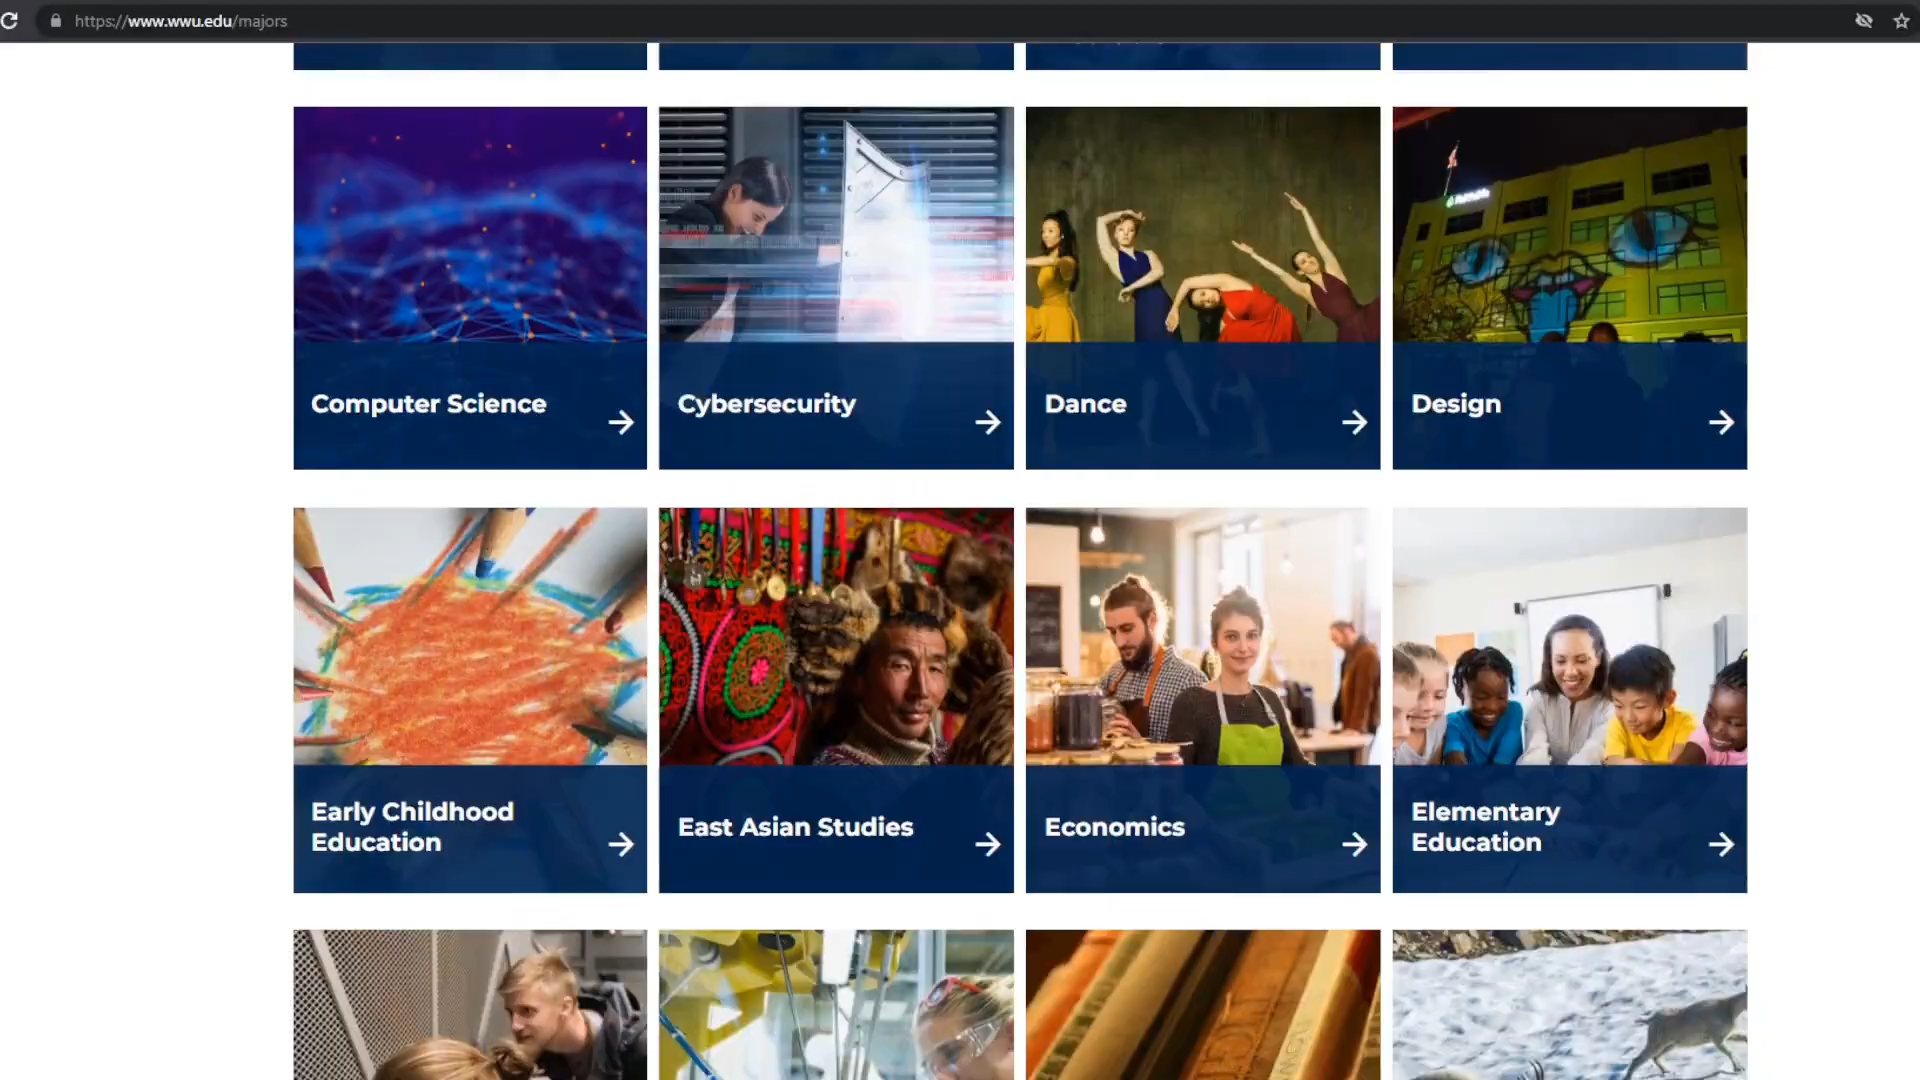 https://www.wwu.edu/majors
Computer Science
Cybersecurity
Dance
Design
Early Childhood
Education
East Asian Studies
Economics
Elementary
Education